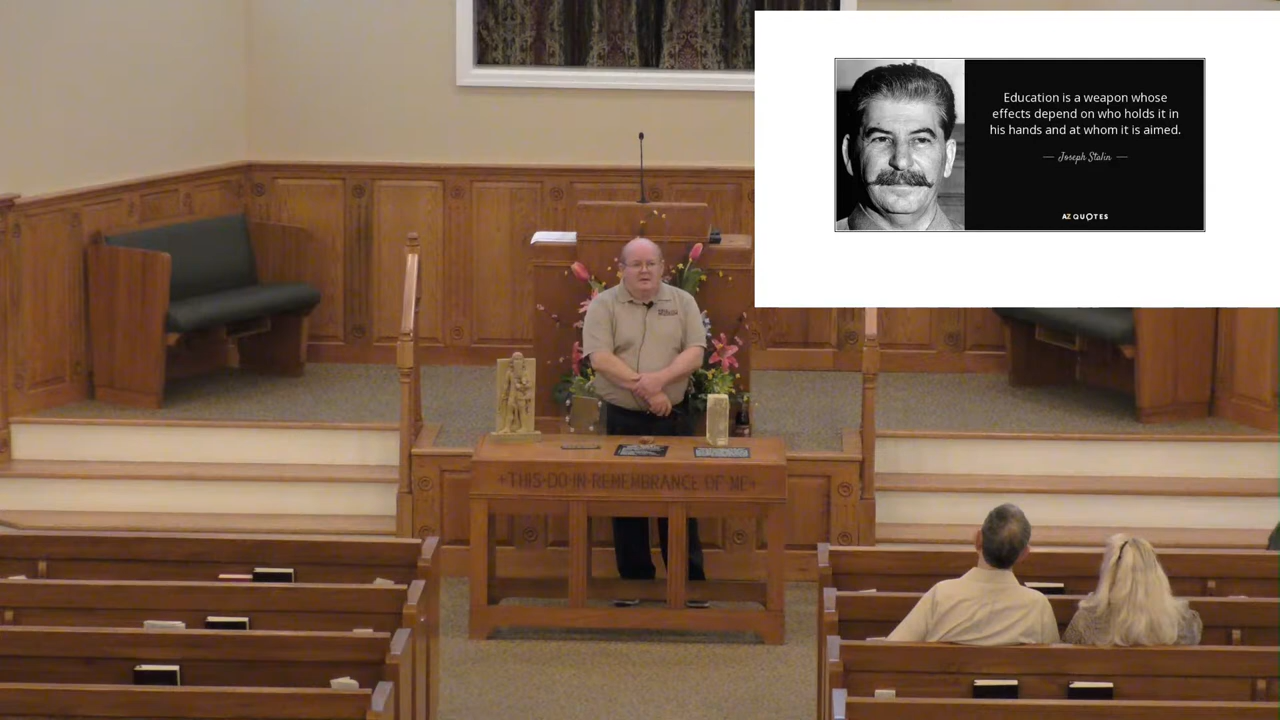 Education is a weapon whose
effects depend on who holds it in
his hands and at whom it is aimed.
— Joseph Stalin —
AZ QUOTES
+THIS·DO·IN·REMEMBRANCE OF ME+